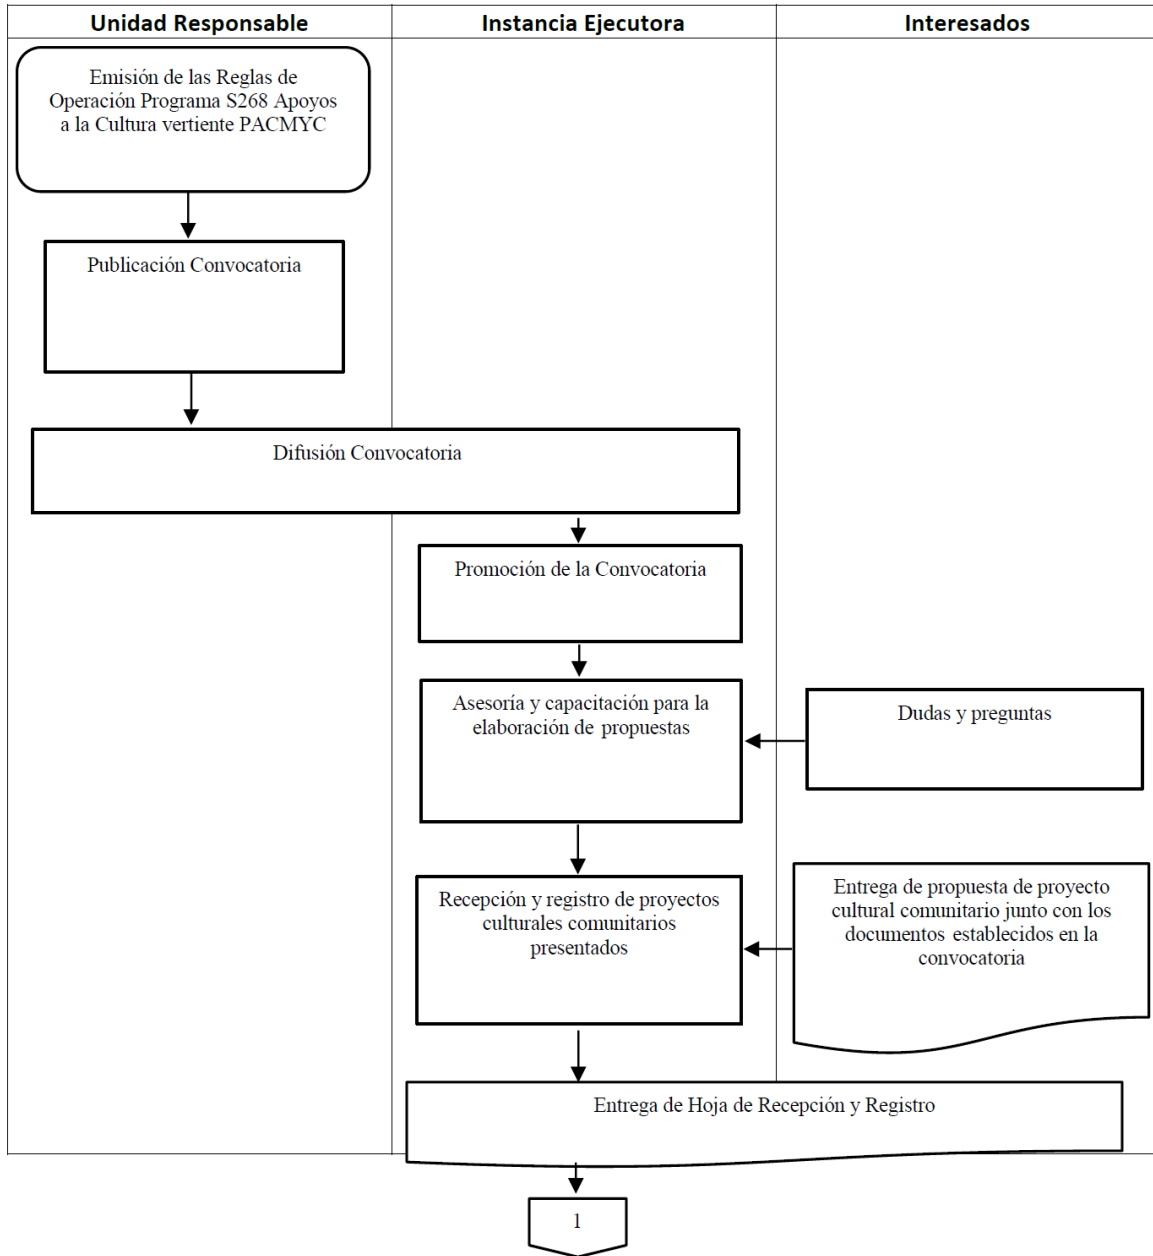 Unidad Responsable
Instancia Ejecutora
Interesados
Emisión de las Reglas de
Operación Programa S268 Apoyos
a la Cultura vertiente PACMYC
Publicación Convocatoria
Difusión Convocatoria
Promoción de la Convocatoria
Asesoría y capacitación para la
elaboración de propuestas
Dudas y preguntas
Recepción y registro de proyectos
culturales comunitarios
presentados
Entrega de propuesta de proyecto
cultural comunitario junto con los
documentos establecidos en la
convocatoria
Entrega de Hoja de Recepción y Registro
1